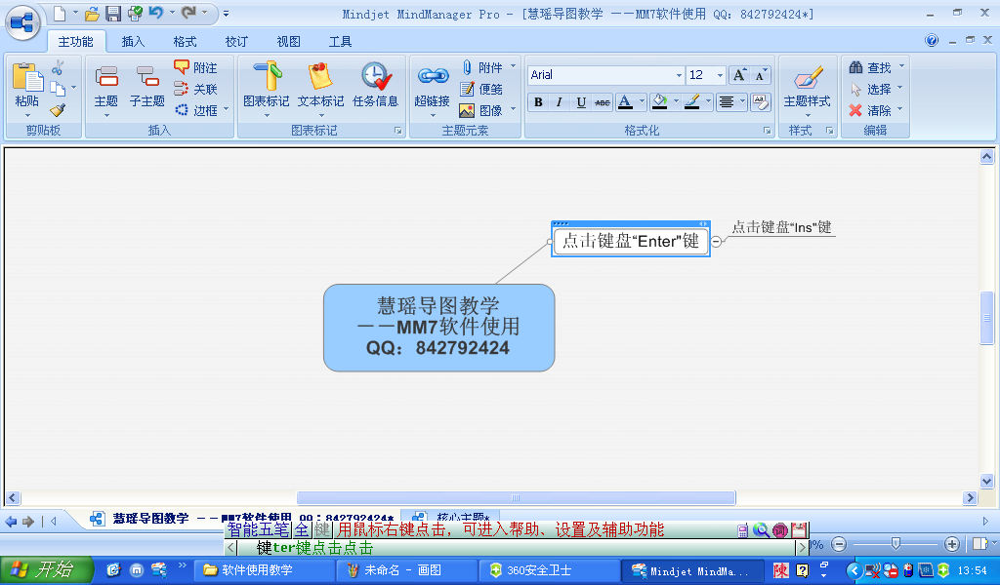 Mindjet MindManager Pro - [慧瑶导图教学 －－MM7软件使用 QQ：842792424*]
主功能 插入 格式 校订 视图 工具
粘贴 主题 子主题 附注 关联 边框 图表标记 文本标记 任务信息 超链接 附件 便笺 图像 Arial 12 主题样式 查找 选择 清除
B I U ABC A
剪贴板 插入 图表标记 主题元素 格式化 样式 编辑
点击键盘“Ins”键
点击键盘“Enter"键
慧瑶导图教学
－－MM7软件使用
QQ：842792424
慧瑶导图教学 －－MM7软件使用 QQ：842792424* 核心主题*
智能五笔 全 键 用鼠标右键点击，可进入帮助、设置及辅助功能 词
键ter键点击点击
开始 软件使用教学 未命名 - 画图 360安全卫士 Mindjet MindMa... 陳 13:54